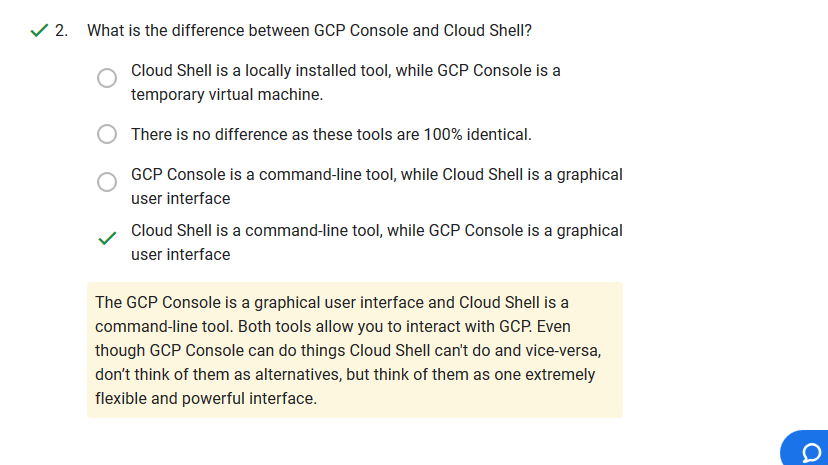 2. What is the difference between GCP Console and Cloud Shell?
Cloud Shell is a locally installed tool, while GCP Console is a
temporary virtual machine.
There is no difference as these tools are 100% identical.
GCP Console is a command-line tool, while Cloud Shell is a graphical
user interface
Cloud Shell is a command-line tool, while GCP Console is a graphical
user interface
The GCP Console is a graphical user interface and Cloud Shell is a
command-line tool. Both tools allow you to interact with GCP. Even
though GCP Console can do things Cloud Shell can't do and vice-versa,
don’t think of them as alternatives, but think of them as one extremely
flexible and powerful interface.